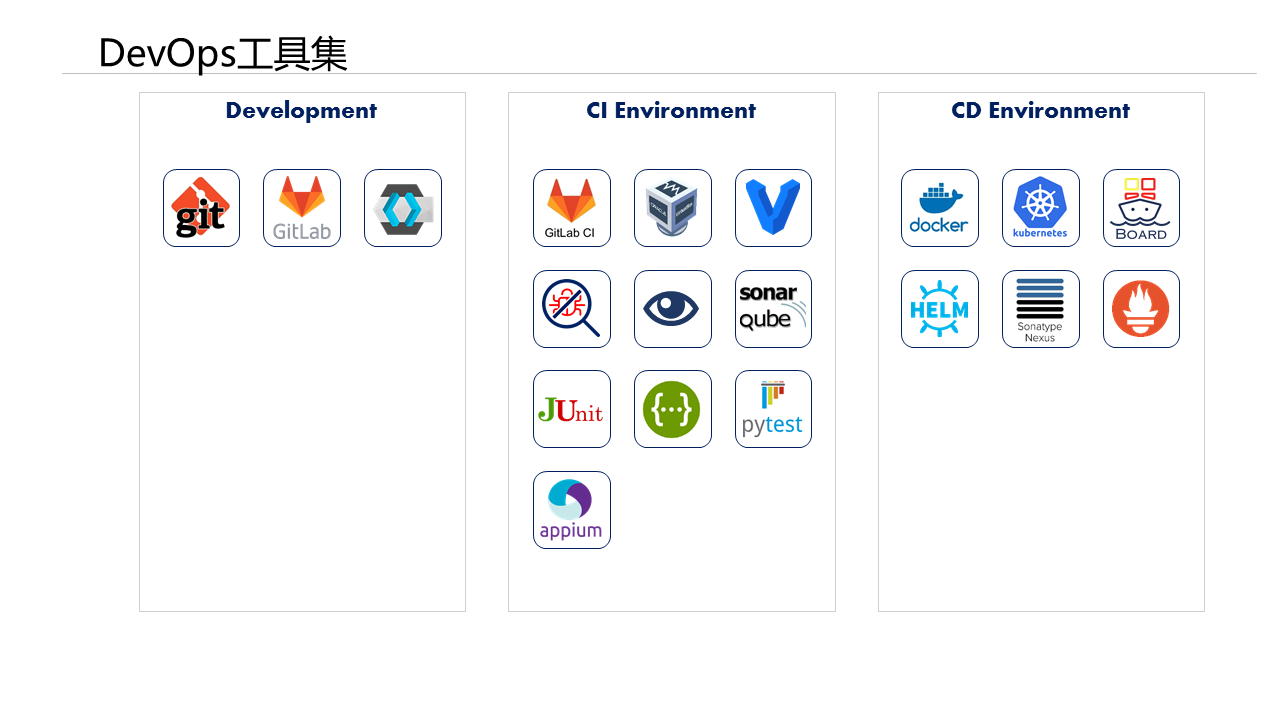 DevOps工具集
Development
CI Environment
CD Environment
git
GitLab
GitLab CI
docker
kubernetes
BOARD
sonar
qube
HELM
Sonatype
Nexus
JUnit
pytest
appium